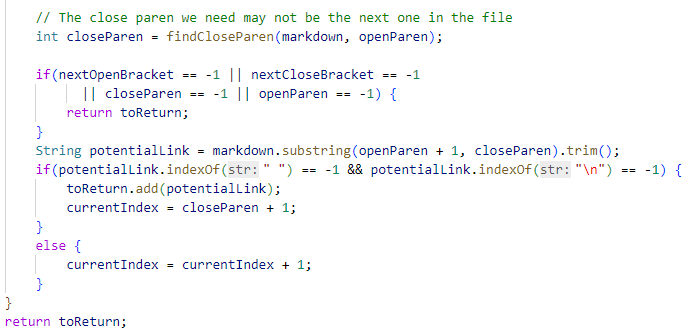 // The close paren we need may not be the next one in the file
int closeParen = findCloseParen(markdown, openParen);
if(nextOpenBracket == -1 || nextCloseBracket == -1
|| closeParen == -1 || openParen == -1) {
return toReturn;
}
String potentialLink = markdown.substring(openParen + 1, closeParen).trim();
if(potentialLink.indexOf(str: " ") == -1 && potentialLink.indexOf(str: "\n") == -1) {
toReturn.add(potentialLink);
currentIndex = closeParen + 1;
}
else {
currentIndex = currentIndex + 1;
}
}
return toReturn;